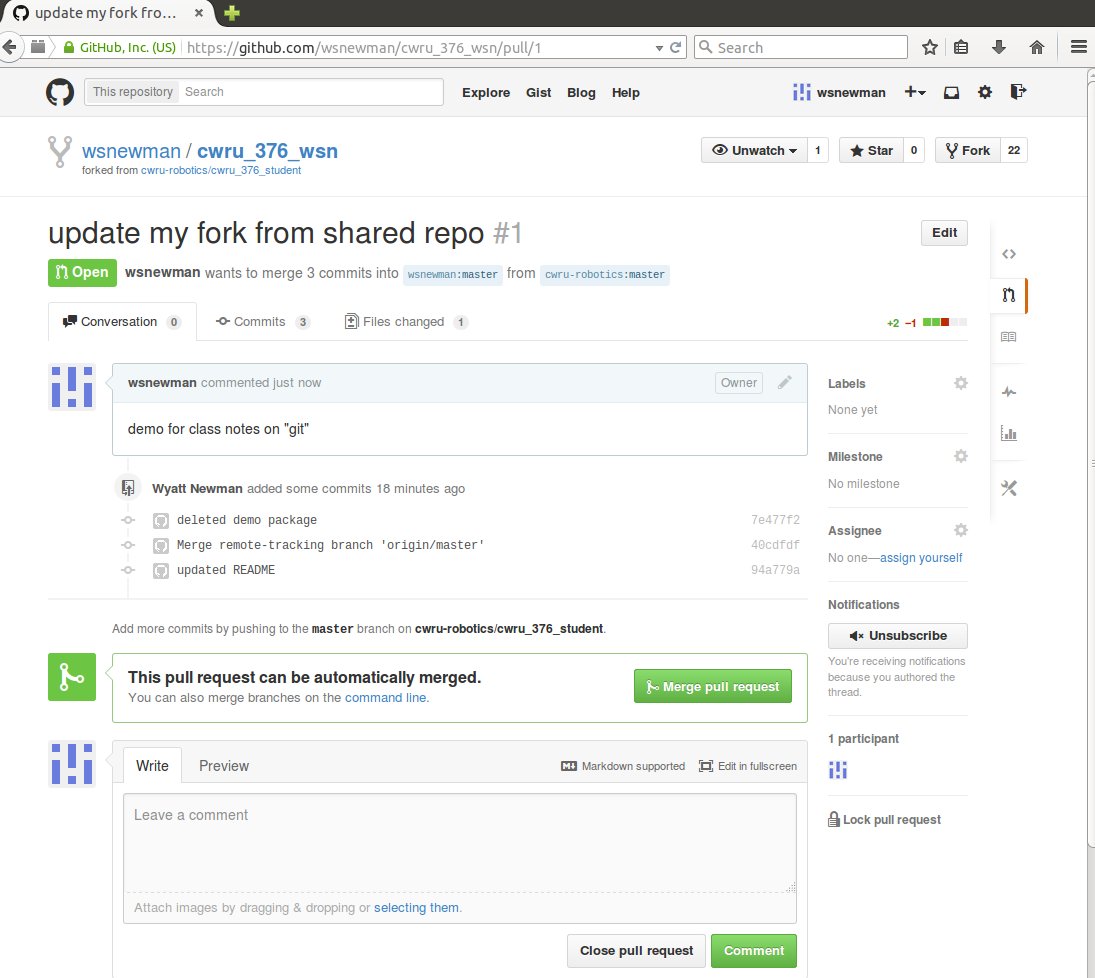 update my fork fro...
GitHub, Inc. (US) https://github.com/wsnewman/cwru_376_wsn/pull/1 Search
This repository Search Explore Gist Blog Help wsnewman
wsnewman / cwru_376_wsn Unwatch 1 Star 0 Fork 22
forked from cwru-robotics/cwru_376_student
update my fork from shared repo #1 Edit
Open wsnewman wants to merge 3 commits into wsnewman:master from cwru-robotics:master
Conversation 0 Commits 3 Files changed 1 +2 −1
wsnewman commented just now Owner
demo for class notes on "git"
Wyatt Newman added some commits 18 minutes ago
deleted demo package 7e477f2
Merge remote-tracking branch 'origin/master' 40cdfdf
updated README 94a779a
Add more commits by pushing to the master branch on cwru-robotics/cwru_376_student.
This pull request can be automatically merged.
You can also merge branches on the command line.
Merge pull request
Write Preview Markdown supported Edit in fullscreen
Leave a comment
Attach images by dragging & dropping or selecting them.
Close pull request Comment
Labels
None yet
Milestone
No milestone
Assignee
No one—assign yourself
Notifications
Unsubscribe
You're receiving notifications
because you authored the
thread.
1 participant
Lock pull request